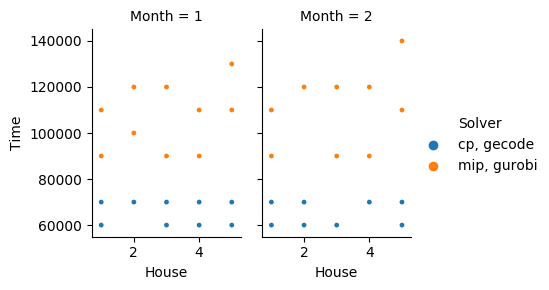 Month = 1
Month = 2
140000
120000
100000
80000
60000
Time
2
4
2
4
House
House
Solver
cp, gecode
mip, gurobi